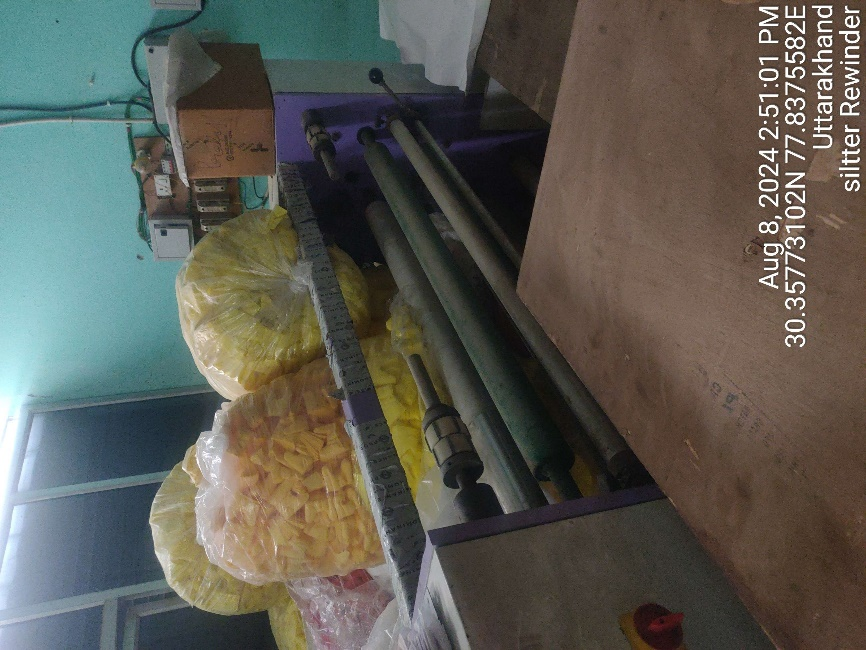 Aug 8, 2024 2:51:01 PM
30.35773102N 77.8375582E
Uttarakhand
siltter Rewinder